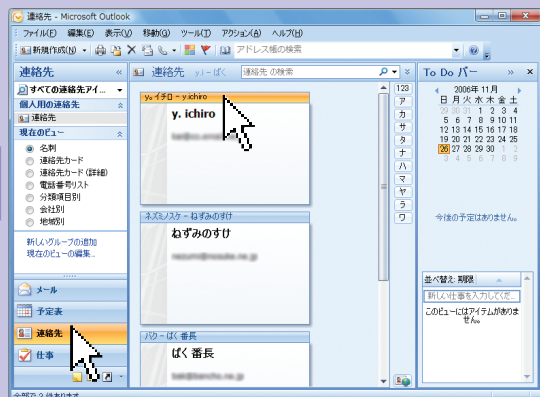 連絡先 - Microsoft Outlook
ファイル(F) 編集(E) 表示(V) 移動(G) ツール(T) アクション(A) ヘルプ(H)
新規作成(N) アドレス帳の検索
連絡先 «
すべての連絡先アイ...
個人用の連絡先
連絡先
現在のビュー
名刺
連絡先カード
連絡先カード (詳細)
電話番号リスト
分類項目別
会社別
地域別
新しいグループの追加
現在のビューの編集...
メール
予定表
連絡先
仕事
連絡先 y.i - ばく 連絡先 の検索
y。イチロ - y.ichiro
y. ichiro
ネズミノスケ - ねずみのすけ
ねずみのすけ
バク - ばく 番長
ばく 番長
123
ア
カ
サ
タ
ナ
ハ
マ
ヤ
ラ
ワ
To Do バー » ×
2006年 11月
日 月 火 水 木 金 土
29 30 31 1 2 3 4
5 6 7 8 9 10 11
12 13 14 15 16 17 18
19 20 21 22 23 24 25
26 27 28 29 30 1 2
3 4 5 6 7 8 9
今後の予定はありません。
並べ替え: 期限
新しい仕事を入力してくだ...
このビューにはアイテムがありま
せん。